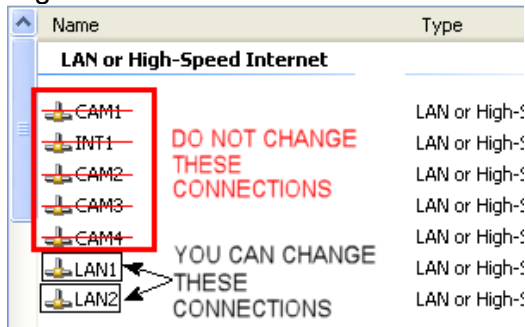 Name Type
LAN or High-Speed Internet
CAM1 LAN or High-S
INT1 LAN or High-S
CAM2 LAN or High-S
CAM3 LAN or High-S
CAM4 LAN or High-S
LAN1 LAN or High-S
LAN2 LAN or High-S
DO NOT CHANGE
THESE
CONNECTIONS
YOU CAN CHANGE
THESE
CONNECTIONS